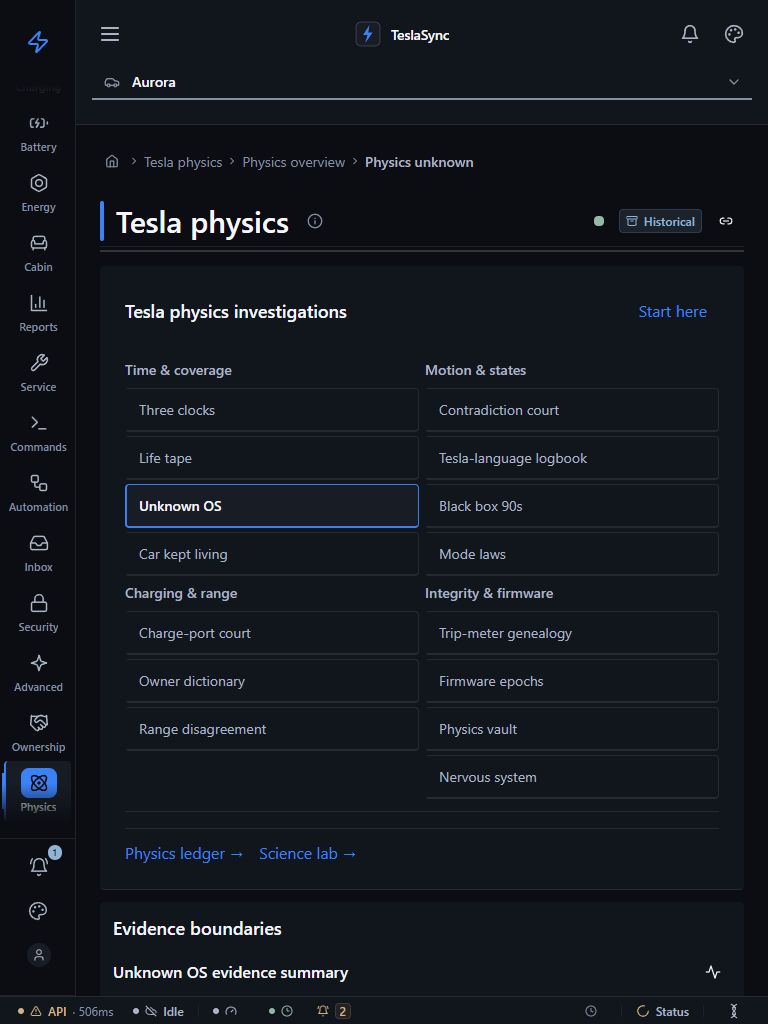 TeslaSync
Aurora
Charging
Battery
Energy
Cabin
Reports
Service
Commands
Automation
Inbox
Security
Advanced
Ownership
Physics
1
Tesla physics > Physics overview > Physics unknown
Tesla physics
Historical
Tesla physics investigations
Start here
Time & coverage
Three clocks
Life tape
Unknown OS
Car kept living
Motion & states
Contradiction court
Tesla-language logbook
Black box 90s
Mode laws
Charging & range
Charge-port court
Owner dictionary
Range disagreement
Integrity & firmware
Trip-meter genealogy
Firmware epochs
Physics vault
Nervous system
Physics ledger → Science lab →
Evidence boundaries
Unknown OS evidence summary
API · 506ms Idle 2 Status